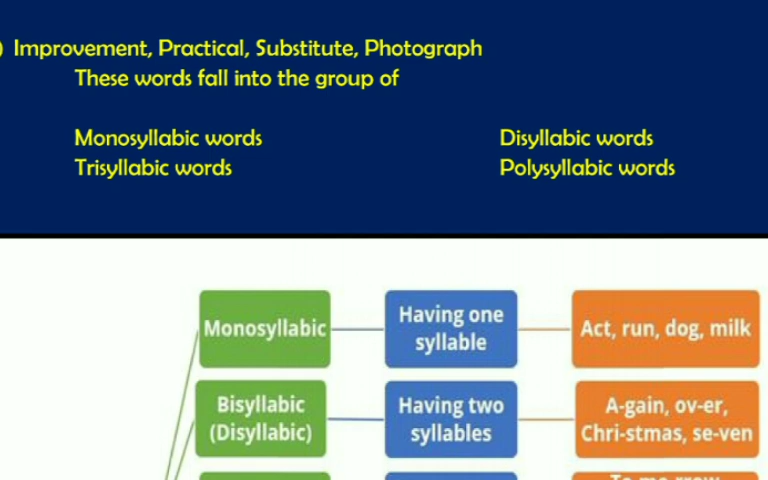 ) Improvement, Practical, Substitute, Photograph
These words fall into the group of
Monosyllabic words Disyllabic words
Trisyllabic words Polysyllabic words
Monosyllabic
Having one
syllable
Act, run, dog, milk
Bisyllabic
(Disyllabic)
Having two
syllables
A-gain, ov-er,
Chri-stmas, se-ven